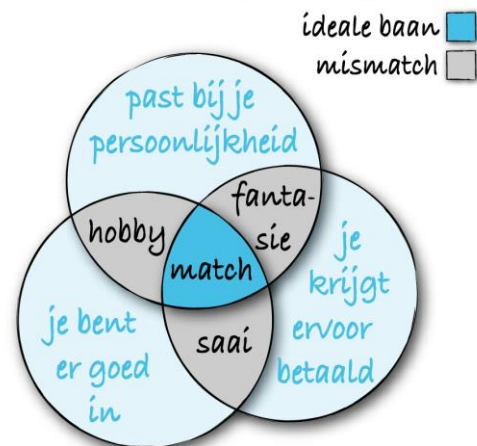 ideale baan
mismatch
past bij je
persoonlijkheid
fanta-
sie
hobby
match
je
krijgt
ervoor
betaald
je bent
er goed
in
saai